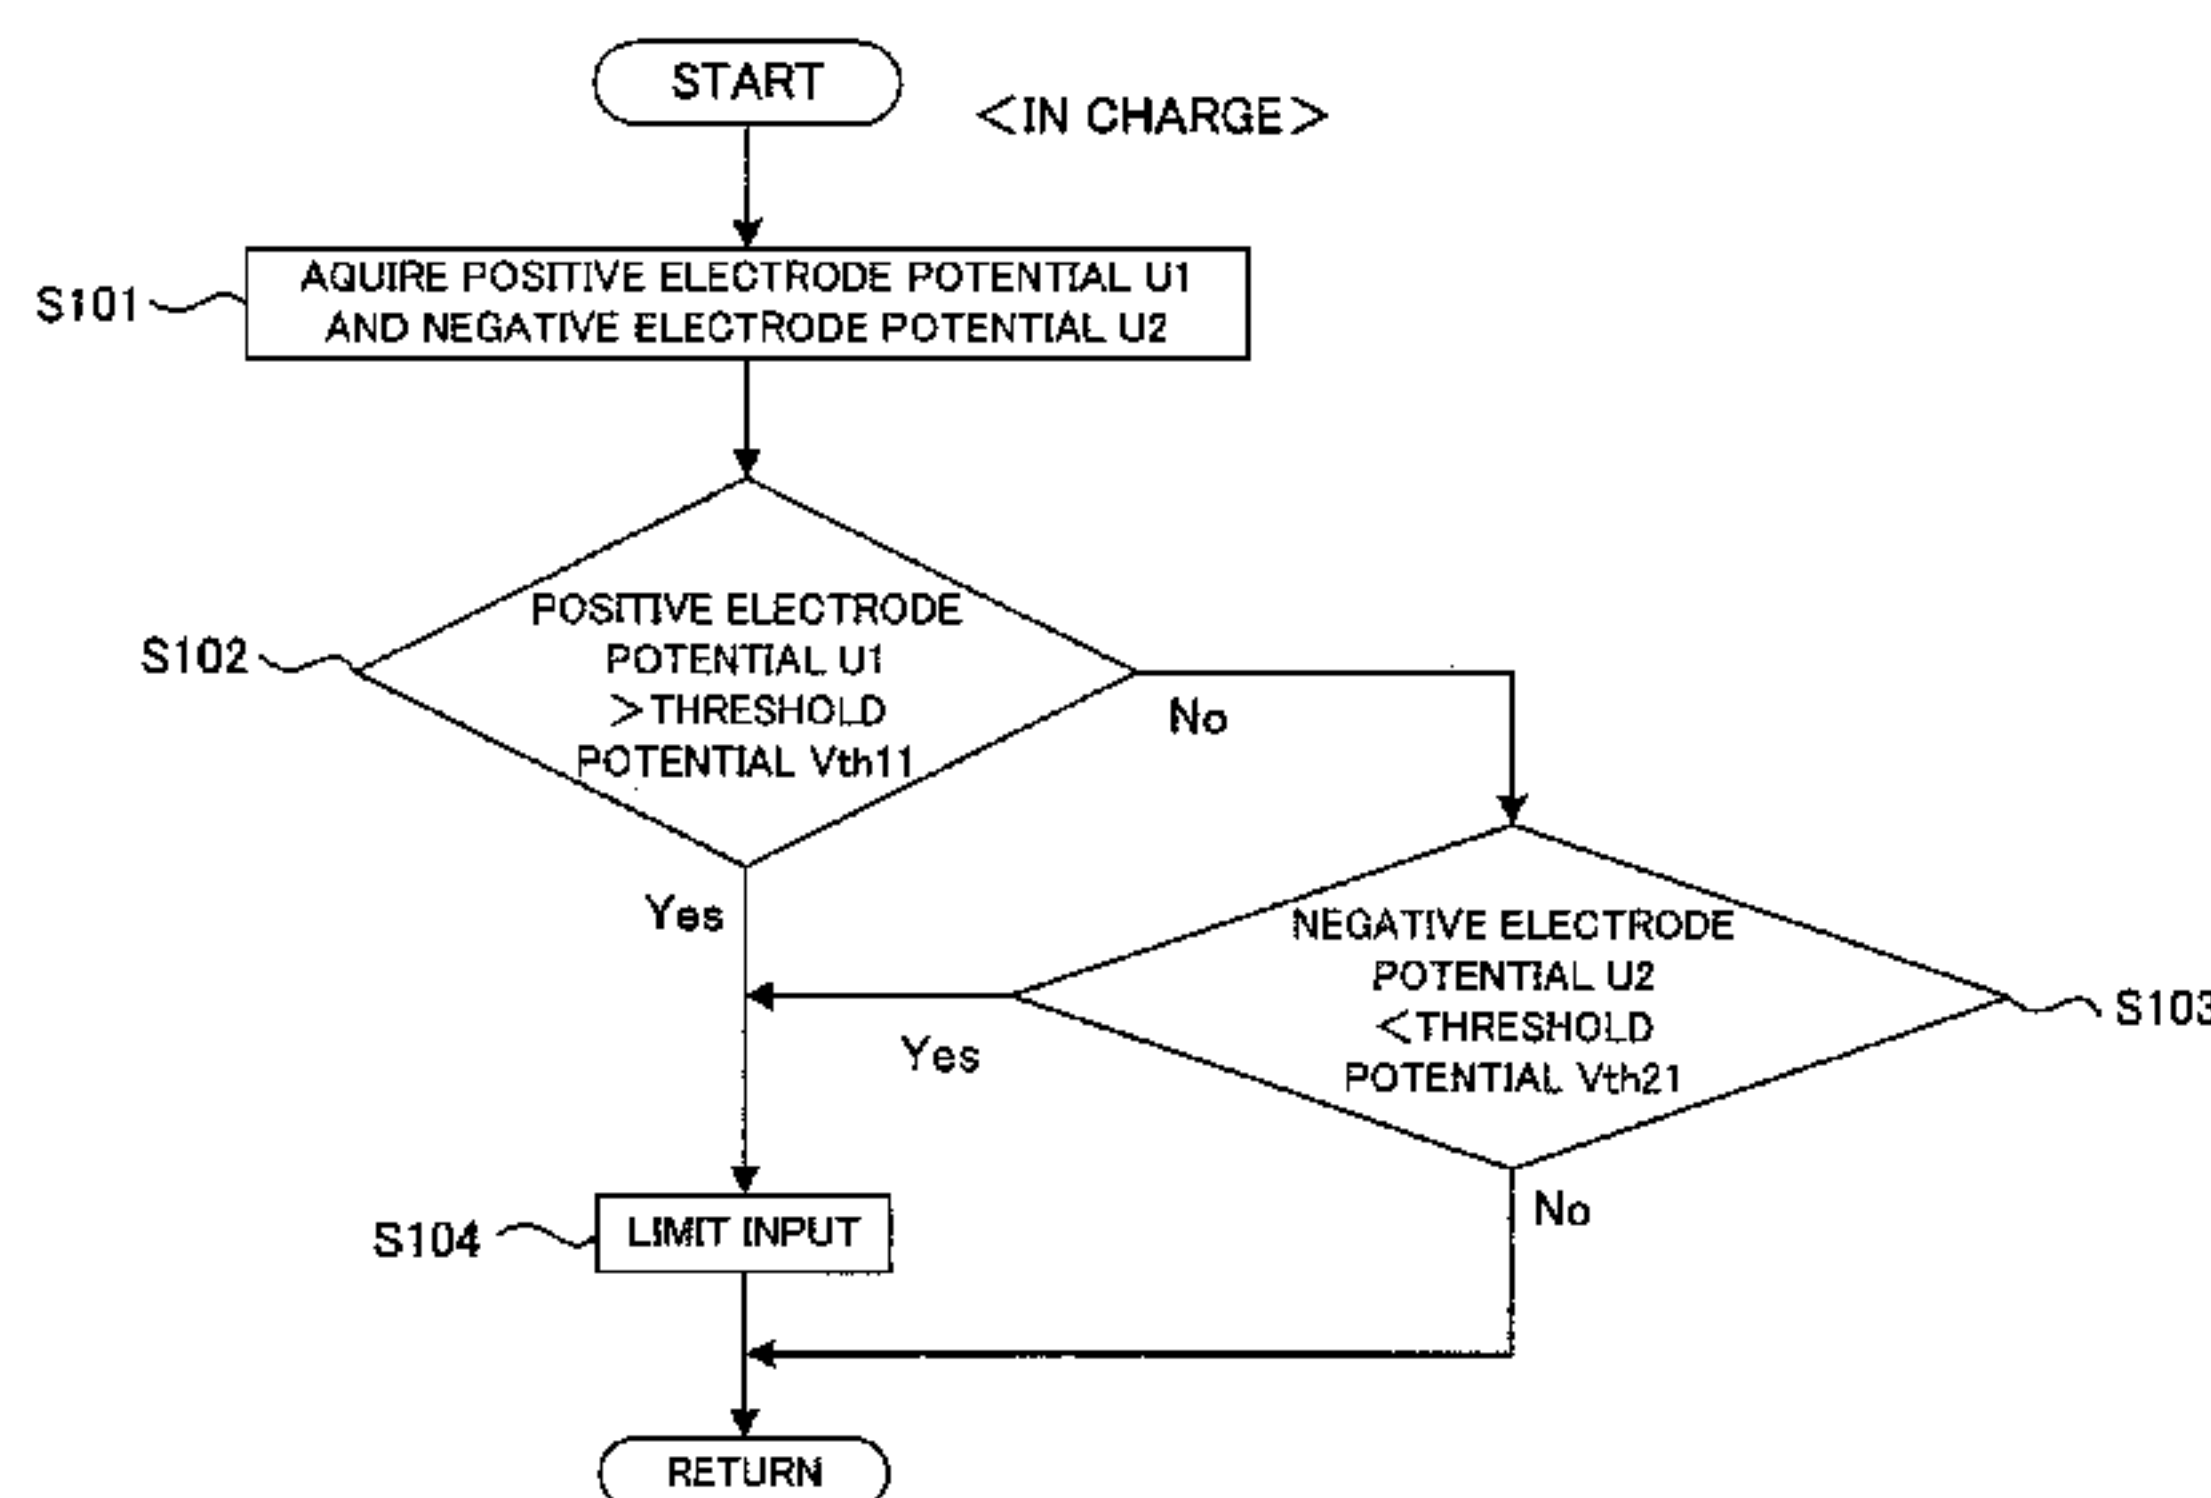 START
<IN CHARGE>
S101
AQUIRE POSITIVE ELECTRODE POTENTIAL U1
AND NEGATIVE ELECTRODE POTENTIAL U2
S102
POSITIVE ELECTRODE
POTENTIAL U1
>THRESHOLD
POTENTIAL Vth11
No
Yes
NEGATIVE ELECTRODE
POTENTIAL U2
<THRESHOLD
POTENTIAL Vth21
S103
Yes
No
S104
LIMIT INPUT
RETURN